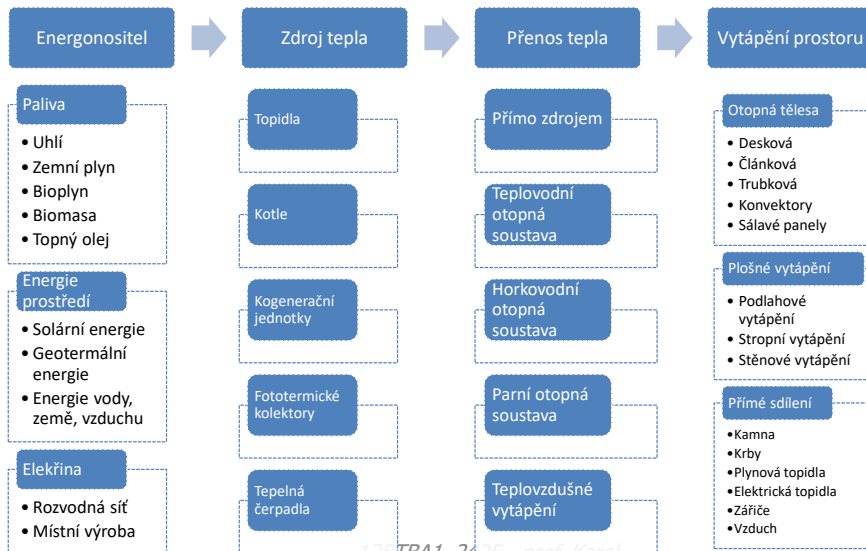 Energonositel
Zdroj tepla
Přenos tepla
Vytápění prostoru
Paliva
• Uhlí
• Zemní plyn
• Bioplyn
• Biomasa
• Topný olej
Energie
prostředí
• Solární energie
• Geotermální
energie
• Energie vody,
země, vzduchu
Elekřina
• Rozvodná síť
• Místní výroba
Topidla
Kotle
Kogenerační
jednotky
Fototermické
kolektory
Tepelná
čerpadla
Přímo zdrojem
Teplovodní
otopná
soustava
Horkovodní
otopná
soustava
Parní otopná
soustava
Teplovzdušné
vytápění
Otopná tělesa
• Desková
• Článková
• Trubková
• Konvektory
• Sálavé panely
Plošné vytápění
• Podlahové
vytápění
• Stropní vytápění
• Stěnové vytápění
Přímé sdílení
•Kamna
•Krby
•Plynová topidla
•Elektrická topidla
•Zářiče
•Vzduch
prof. Karel